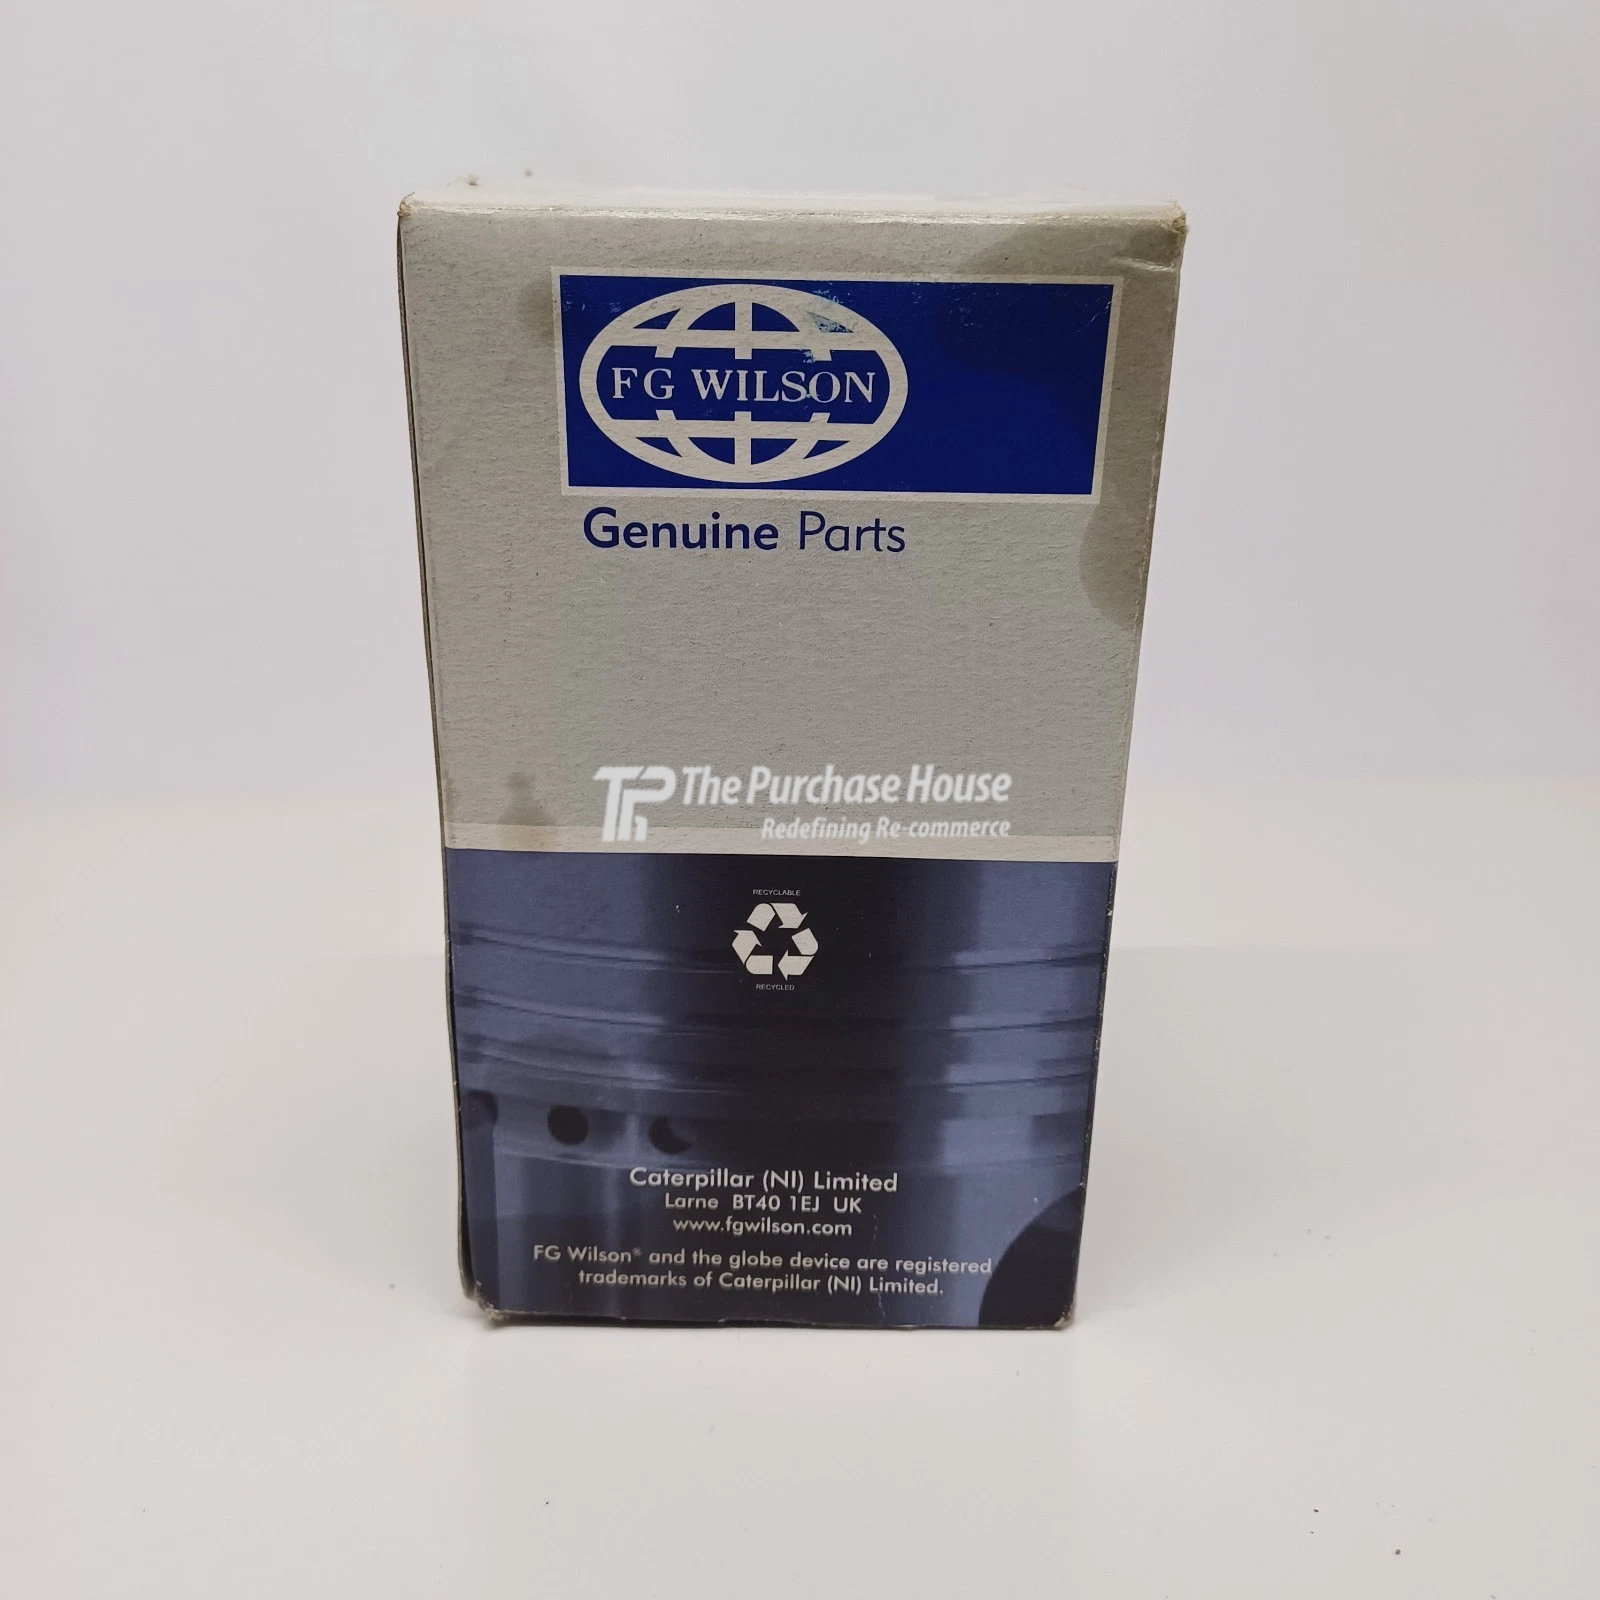 FG WILSON
Genuine Parts
TPh The Purchase House
Redefining Re-commerce
RECYCLABLE
RECYCLED
Caterpillar (NI) Limited
Larne BT40 1EJ UK
www.fgwilson.com
FG Wilson® and the globe device are registered
trademarks of Caterpillar (NI) Limited.